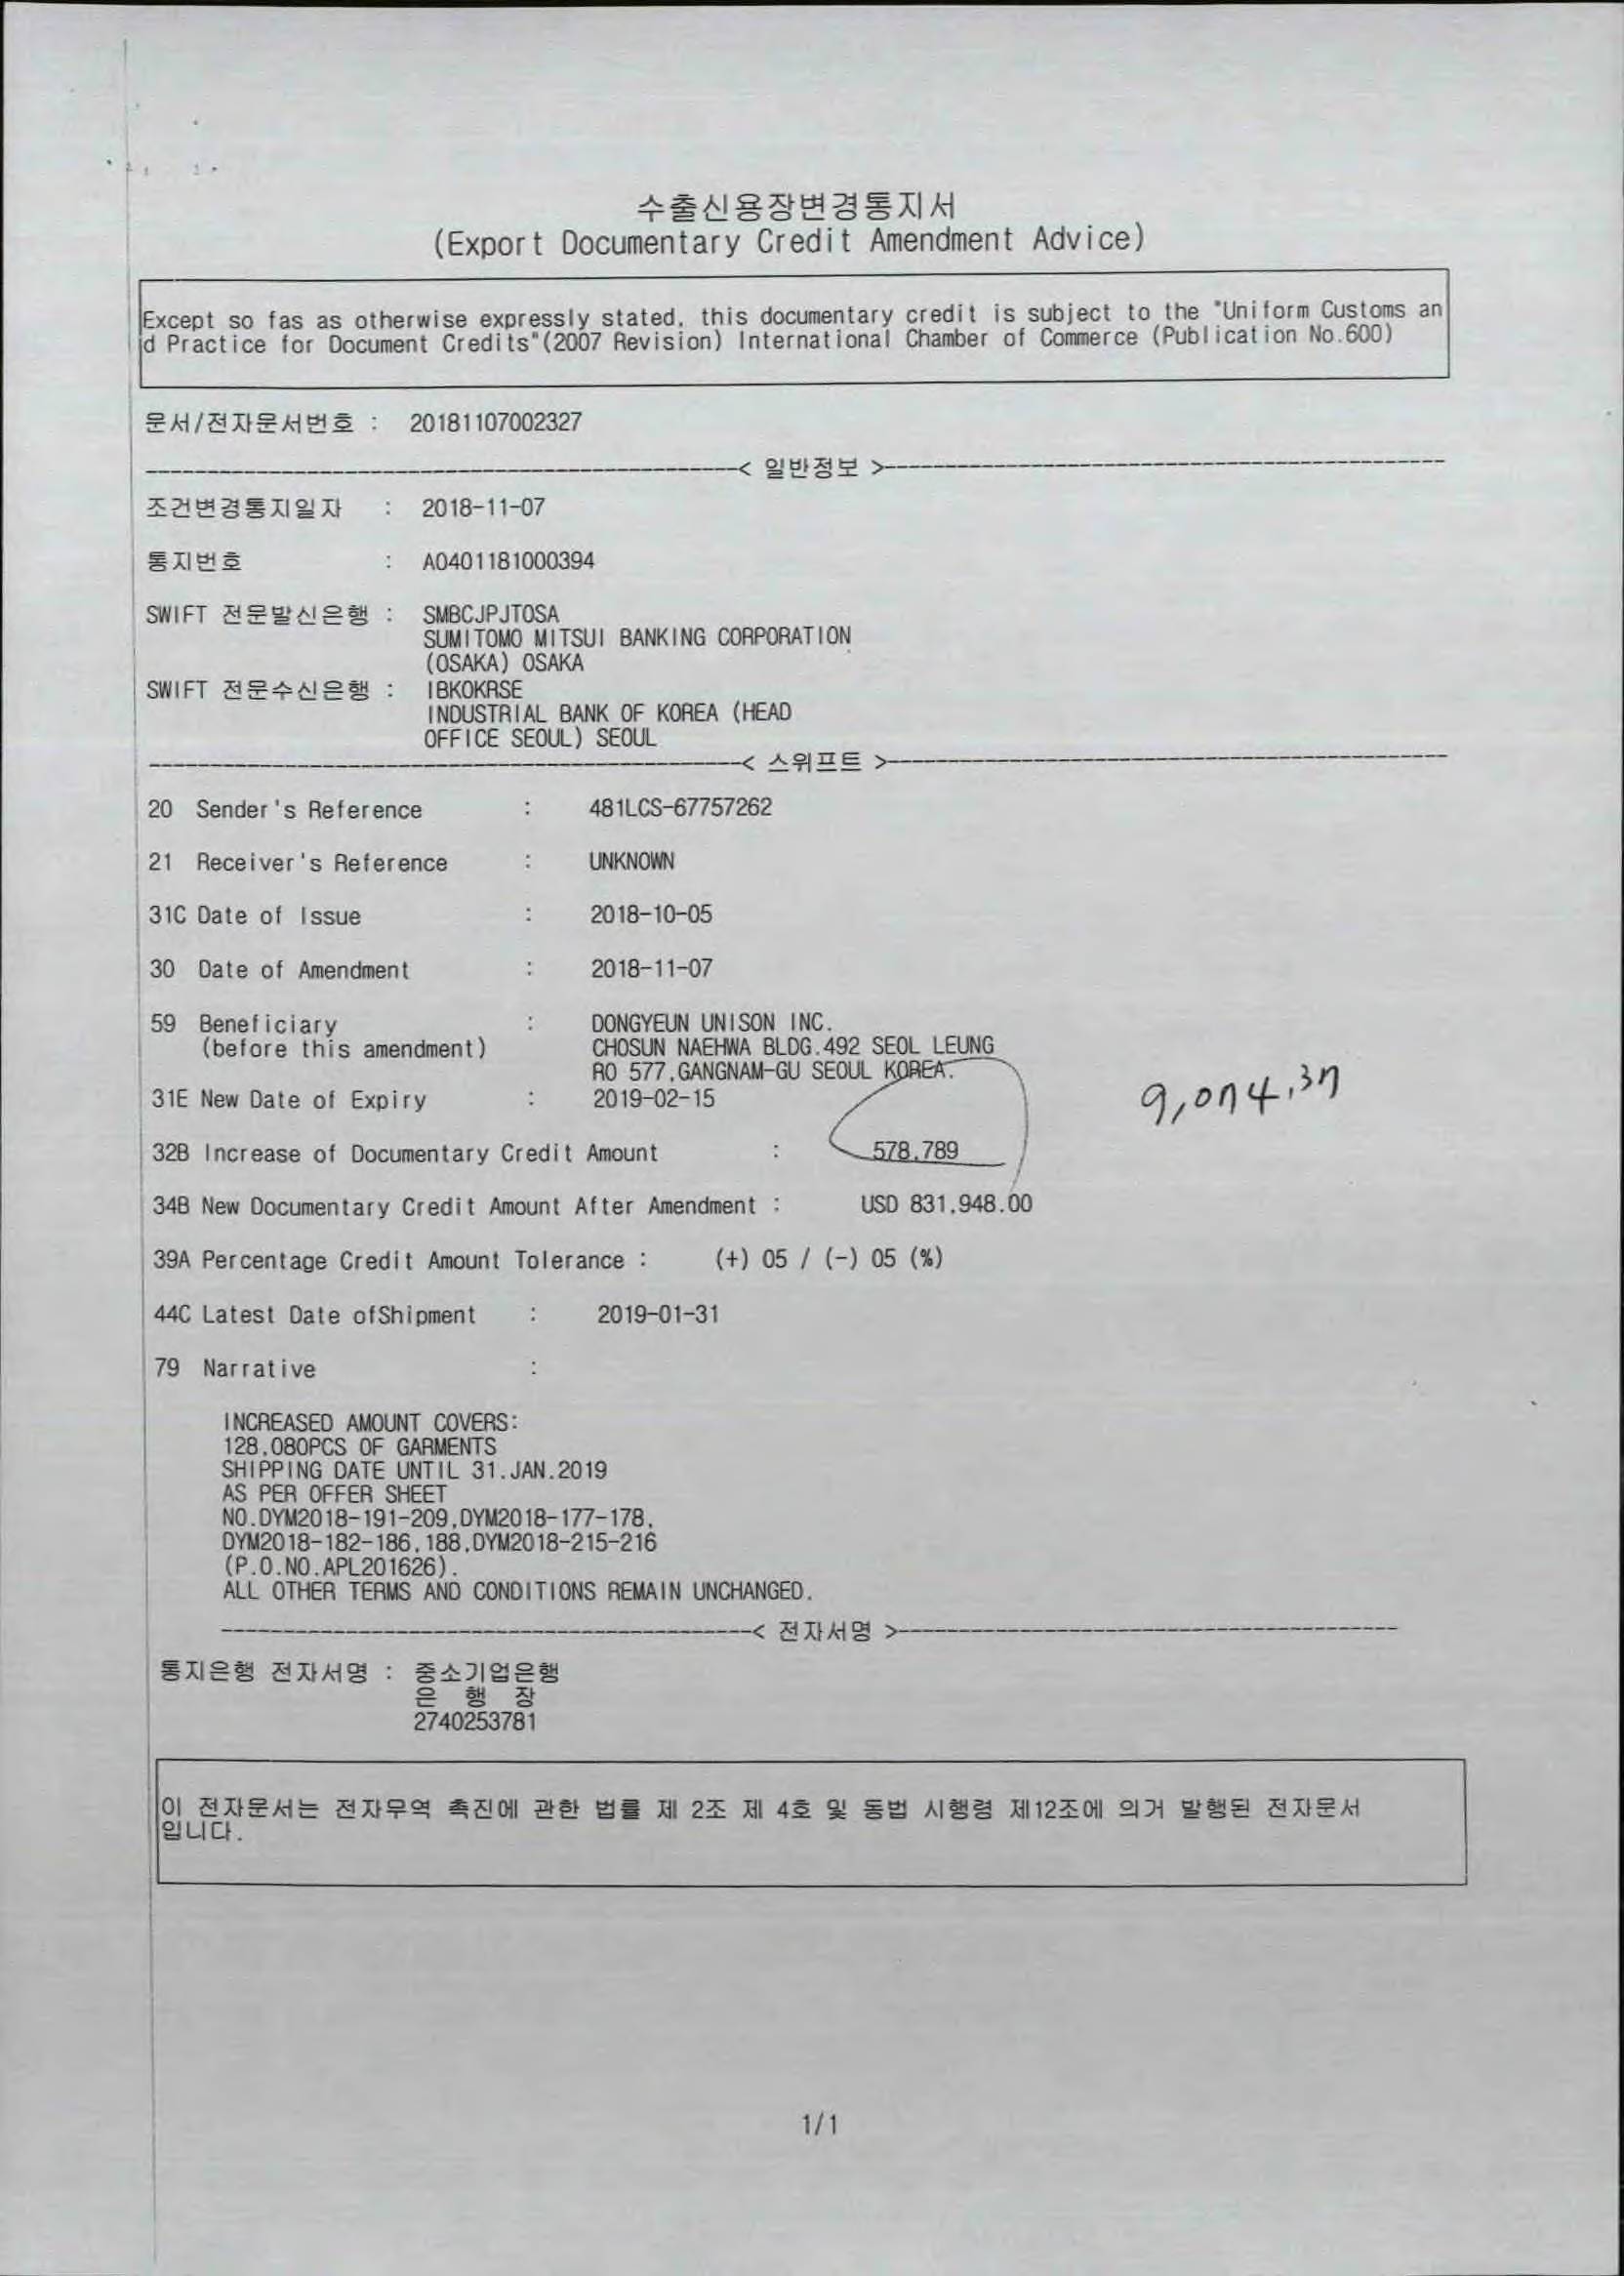 수출신용장변경통지서
(Export Documentary Credit Amendment Advice)
Except so fas as otherwise expressly stated, this documentary credit is subject to the "Uniform Customs an
d Practice for Document Credits"(2007 Revision) International Chamber of Commerce (Publication No.600)
문서/전자문서번호 : 20181107002327
< 일반정보 >
조건변경통지일자 : 2018-11-07
통지번호 : A0401181000394
SWIFT 전문발신은행 : SMBCJPJTOSA
SUMITOMO MITSUI BANKING CORPORATION
(OSAKA) OSAKA
SWIFT 전문수신은행 : IBKOKRSE
INDUSTRIAL BANK OF KOREA (HEAD
OFFICE SEOUL) SEOUL
< 스위프트 >
20 Sender's Reference : 481LCS-67757262
21 Receiver's Reference : UNKNOWN
31C Date of Issue : 2018-10-05
30 Date of Amendment : 2018-11-07
59 Beneficiary : DONGYEUN UNISON INC.
(before this amendment) CHOSUN NAEHWA BLDG.492 SEOL LEUNG
RO 577,GANGNAM-GU SEOUL KOREA.
31E New Date of Expiry : 2019-02-15
9,074.37
32B Increase of Documentary Credit Amount : 578,789
34B New Documentary Credit Amount After Amendment : USD 831,948.00
39A Percentage Credit Amount Tolerance : (+) 05 / (-) 05 (%)
44C Latest Date ofShipment : 2019-01-31
79 Narrative :
INCREASED AMOUNT COVERS:
128,080PCS OF GARMENTS
SHIPPING DATE UNTIL 31.JAN.2019
AS PER OFFER SHEET
NO.DYM2018-191-209,DYM2018-177-178,
DYM2018-182-186,188,DYM2018-215-216
(P.O.NO.APL201626).
ALL OTHER TERMS AND CONDITIONS REMAIN UNCHANGED.
< 전자서명 >
통지은행 전자서명 : 중소기업은행
은 행 장
2740253781
이 전자문서는 전자무역 촉진에 관한 법률 제 2조 제 4호 및 동법 시행령 제12조에 의거 발행된 전자문서
입니다.
1/1